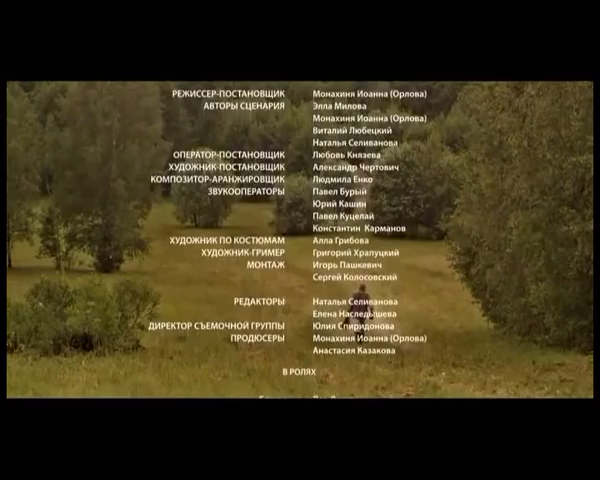 РЕЖИССЕР-ПОСТАНОВЩИК Монахиня Иоанна (Орлова)
АВТОРЫ СЦЕНАРИЯ Элла Милова
Монахиня Иоанна (Орлова)
Виталий Любецкий
Наталья Селиванова
ОПЕРАТОР-ПОСТАНОВЩИК Любовь Князева
ХУДОЖНИК-ПОСТАНОВЩИК Александр Чертович
КОМПОЗИТОР-АРАНЖИРОВЩИК Людмила Енко
ЗВУКООПЕРАТОРЫ Павел Бурый
Юрий Кашин
Павел Куцелай
Константин Карманов
ХУДОЖНИК ПО КОСТЮМАМ Алла Грибова
ХУДОЖНИК-ГРИМЕР Григорий Храпуцкий
МОНТАЖ Игорь Пашкевич
Сергей Колосовский
РЕДАКТОРЫ Наталья Селиванова
Елена Наследышева
ДИРЕКТОР СЪЕМОЧНОЙ ГРУППЫ Юлия Спиридонова
ПРОДЮСЕРЫ Монахиня Иоанна (Орлова)
Анастасия Казакова
В РОЛЯХ